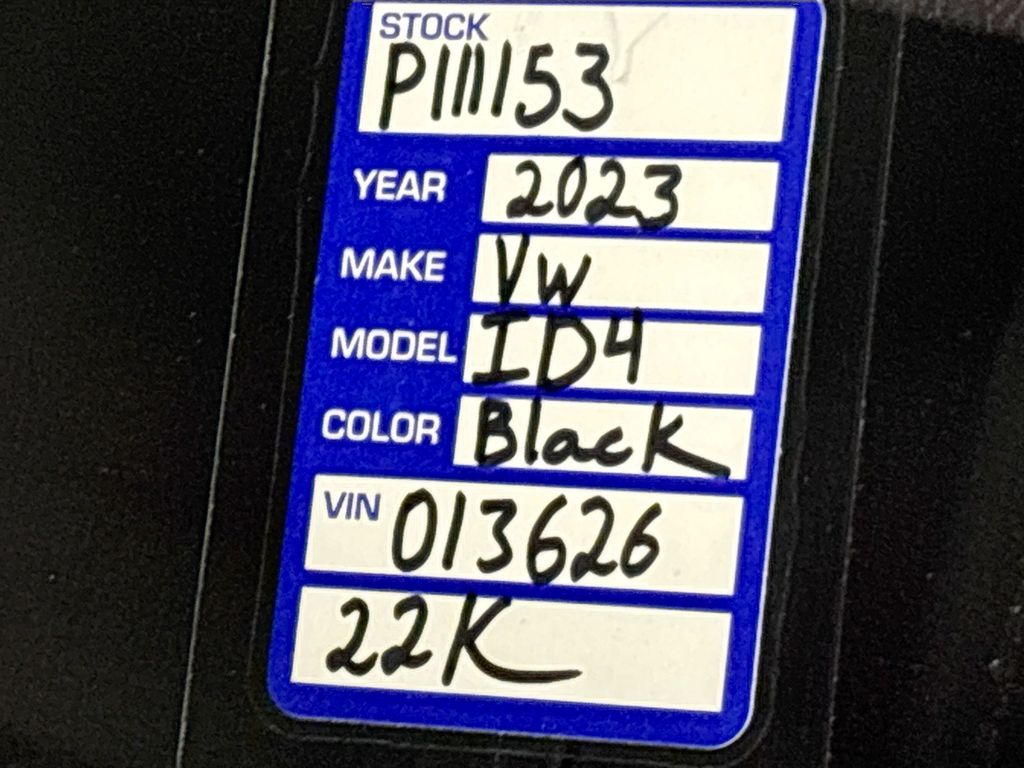 STOCK
P111153
YEAR 2023
MAKE VW
MODEL ID4
COLOR Black
VIN 013626
22K